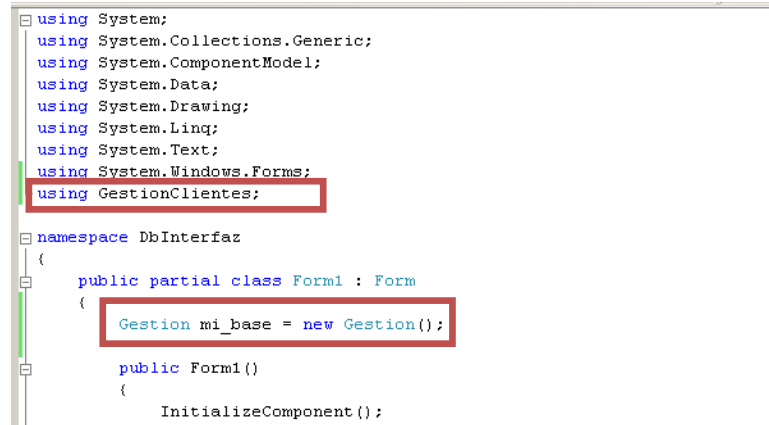 using System;
using System.Collections.Generic;
using System.ComponentModel;
using System.Data;
using System.Drawing;
using System.Linq;
using System.Text;
using System.Windows.Forms;
using GestionClientes;
namespace DbInterfaz
{
public partial class Form1 : Form
{
Gestion mi_base = new Gestion();
public Form1()
{
InitializeComponent();